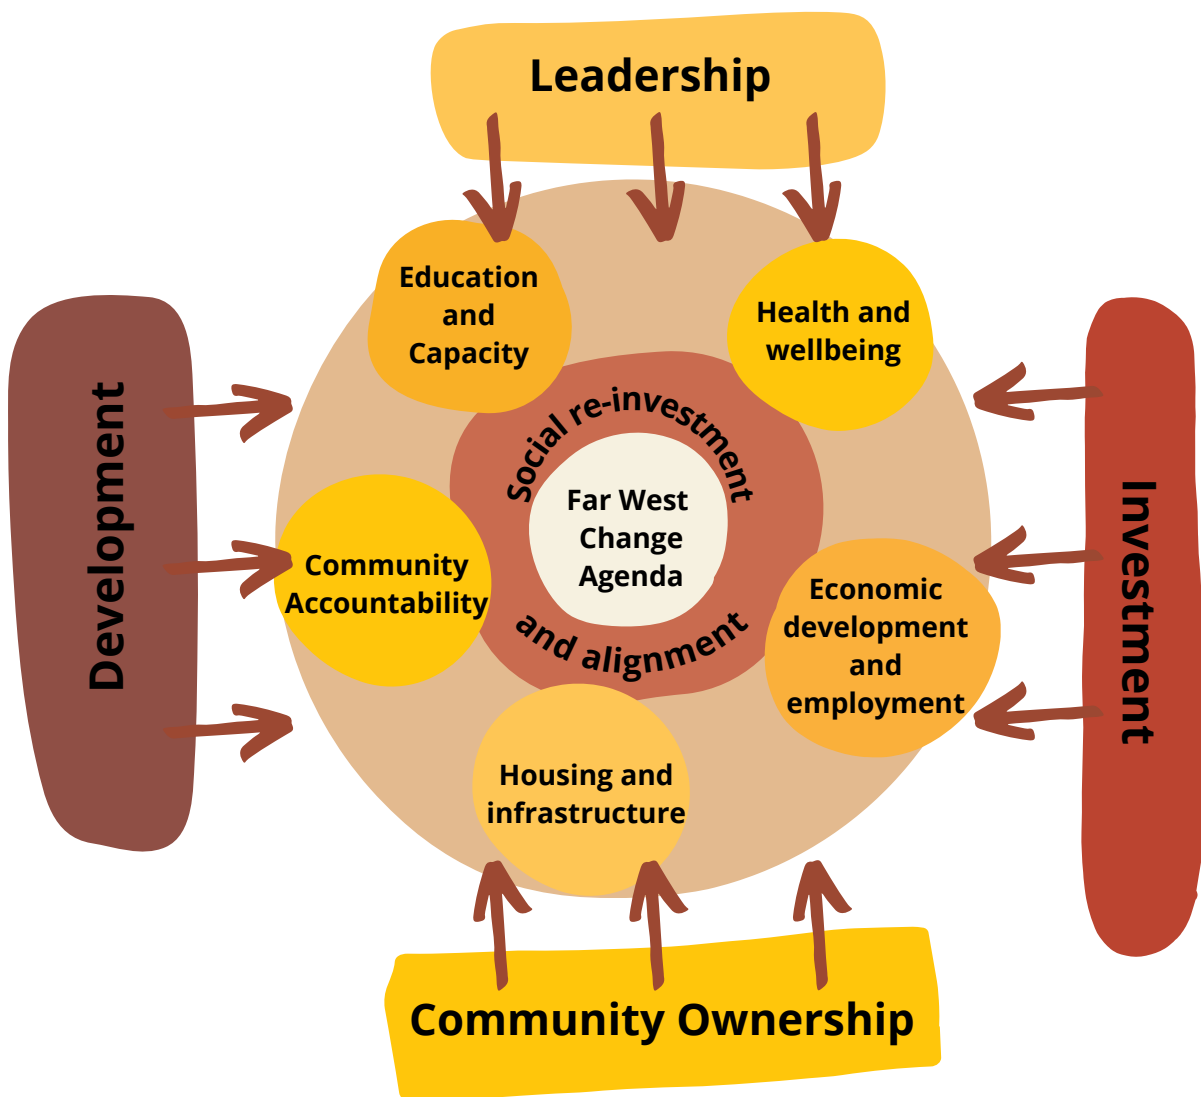 Leadership
Education
and
Capacity
Health and
wellbeing
Development
Social re-investment
Far West
Change
Agenda
and alignment
Investment
Community
Accountability
Economic
development
and
employment
Housing and
infrastructure
Community Ownership